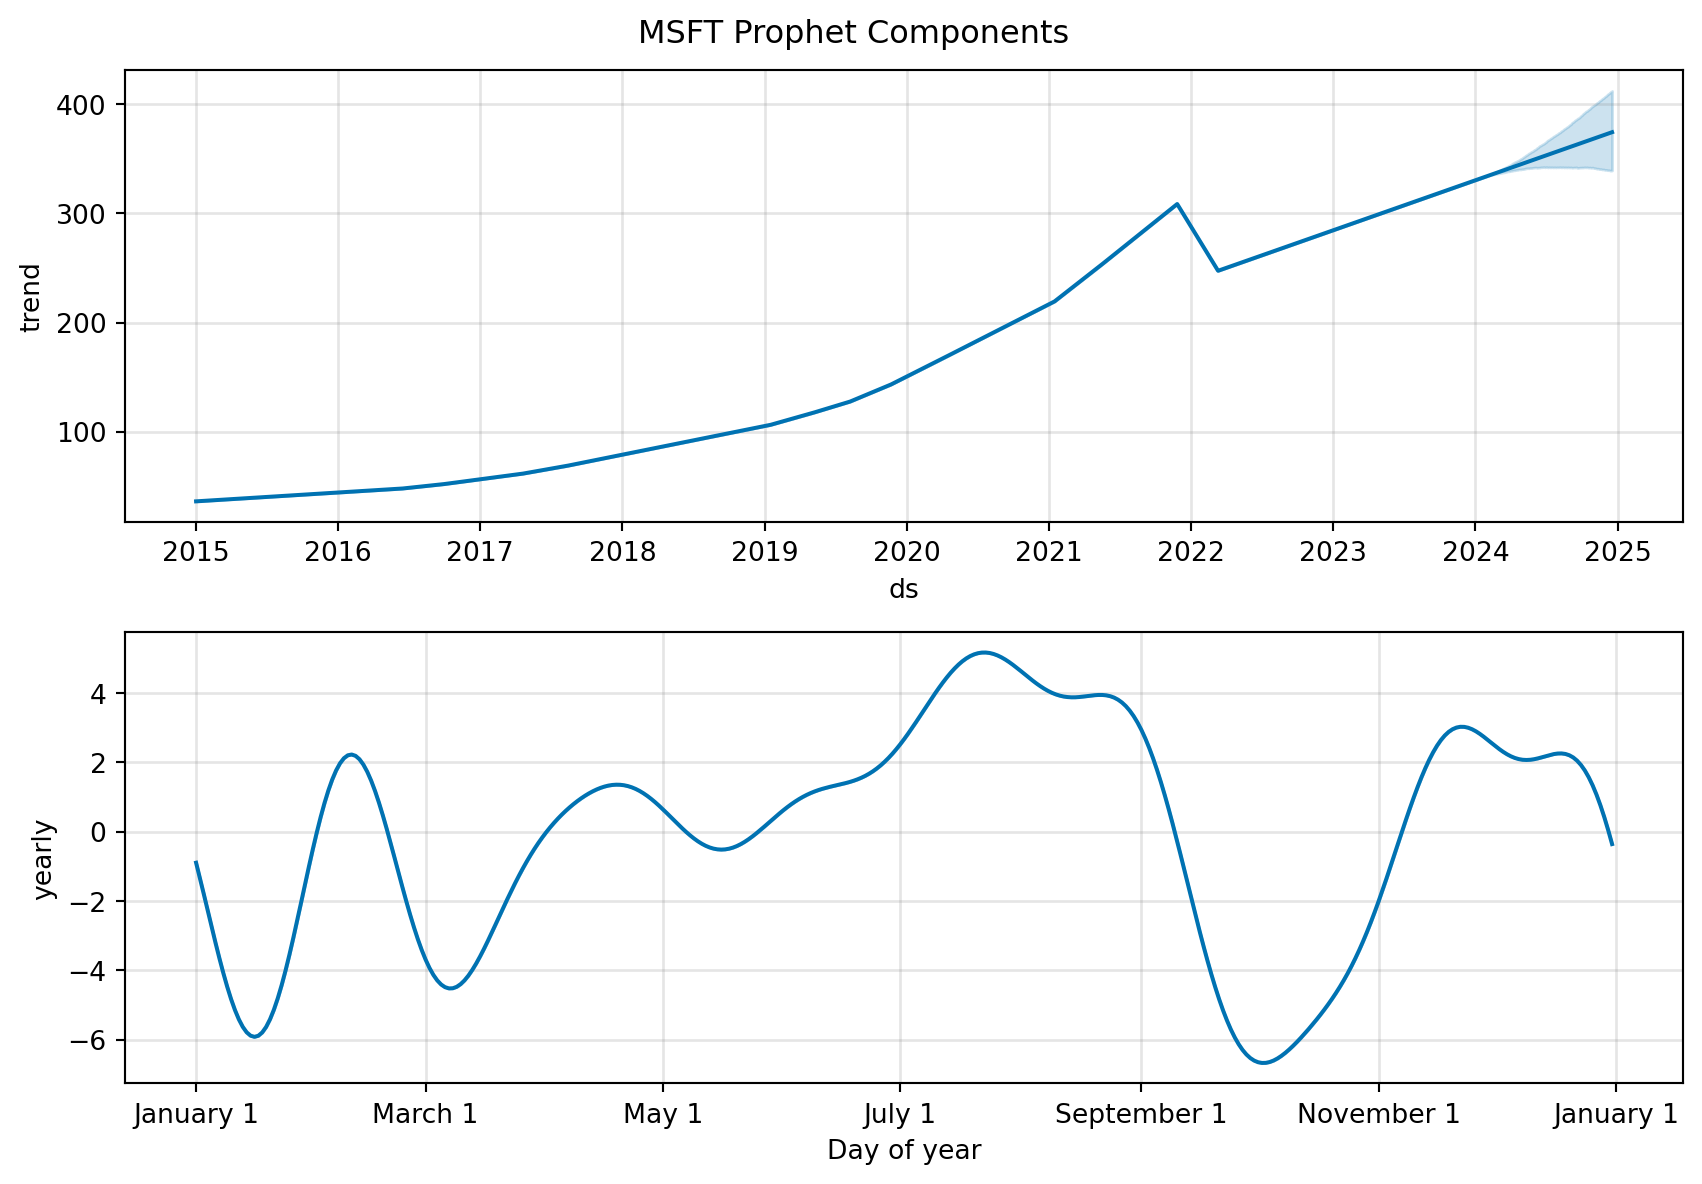 MSFT Prophet Components
400
300
200
100
trend
2015 2016 2017 2018 2019 2020 2021 2022 2023 2024 2025
ds
4
2
0
−2
−4
−6
yearly
January 1 March 1 May 1 July 1 September 1 November 1 January 1
Day of year